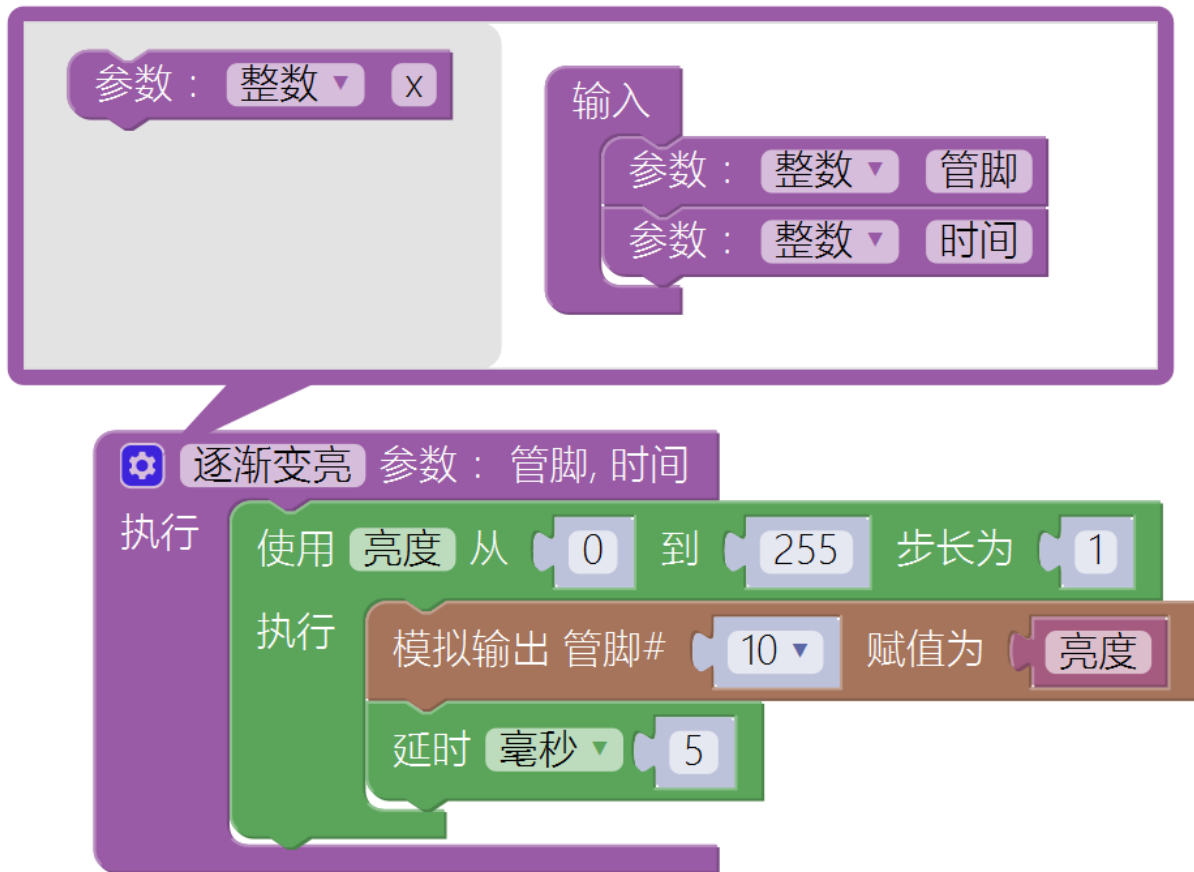 参数： 整数 x
输入
参数： 整数 管脚
参数： 整数 时间
逐渐变亮 参数： 管脚, 时间
执行
使用 亮度 从 0 到 255 步长为 1
执行
模拟输出 管脚# 10 赋值为 亮度
延时 毫秒 5